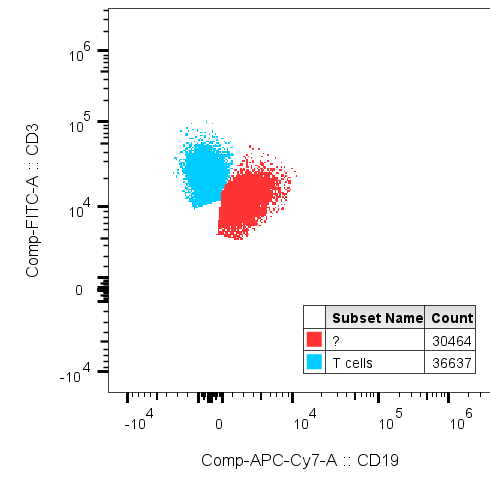 10^6
10^5
10^4
0
-10^4
Comp-FITC-A :: CD3
Subset Name Count
? 30464
T cells 36637
-10^4 0 10^4 10^5 10^6
Comp-APC-Cy7-A :: CD19